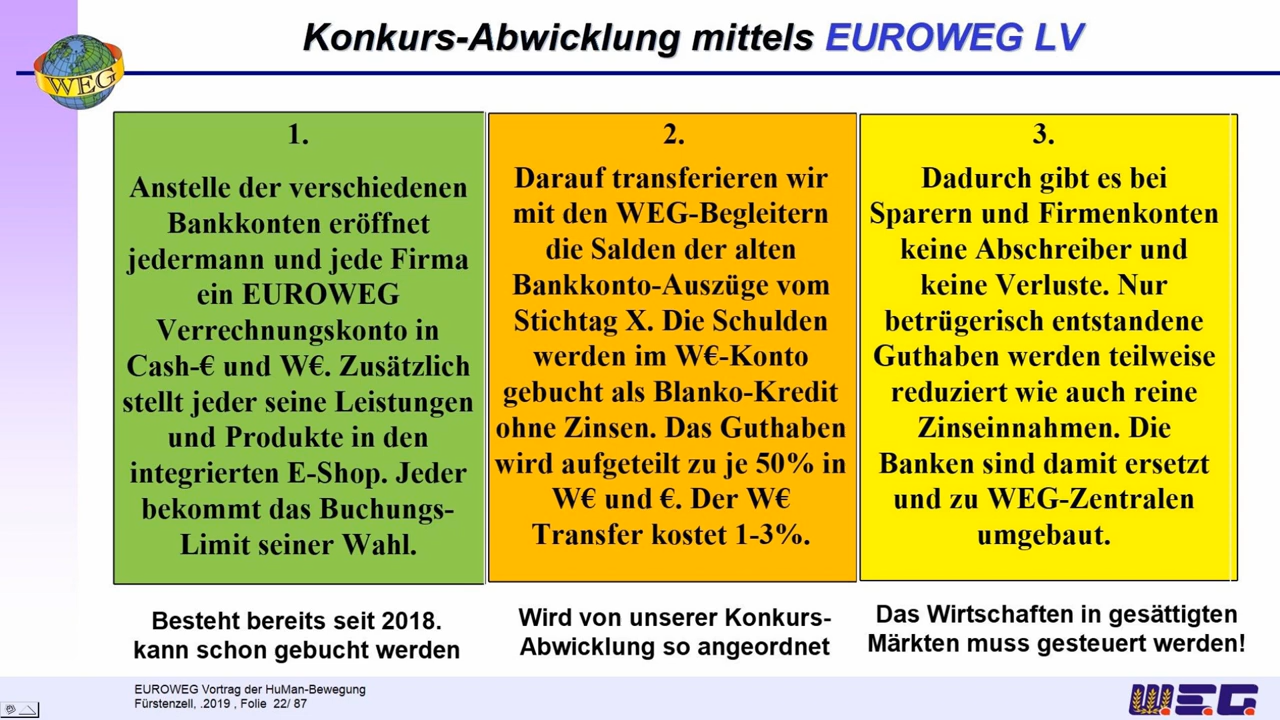 Konkurs-Abwicklung mittels EUROWEG LV
WEG
1.
Anstelle der verschiedenen
Bankkonten eröffnet
jedermann und jede Firma
ein EUROWEG
Verrechnungskonto in
Cash-€ und W€. Zusätzlich
stellt jeder seine Leistungen
und Produkte in den
integrierten E-Shop. Jeder
bekommt das Buchungs-
Limit seiner Wahl.
Besteht bereits seit 2018.
kann schon gebucht werden
2.
Darauf transferieren wir
mit den WEG-Begleitern
die Salden der alten
Bankkonto-Auszüge vom
Stichtag X. Die Schulden
werden im W€-Konto
gebucht als Blanko-Kredit
ohne Zinsen. Das Guthaben
wird aufgeteilt zu je 50% in
W€ und €. Der W€
Transfer kostet 1-3%.
Wird von unserer Konkurs-
Abwicklung so angeordnet
3.
Dadurch gibt es bei
Sparern und Firmenkonten
keine Abschreiber und
keine Verluste. Nur
betrügerisch entstandene
Guthaben werden teilweise
reduziert wie auch reine
Zinseinnahmen. Die
Banken sind damit ersetzt
und zu WEG-Zentralen
umgebaut.
Das Wirtschaften in gesättigten
Märkten muss gesteuert werden!
EUROWEG Vortrag der HuMan-Bewegung
Fürstenzell, .2019 , Folie 22/ 87
W.E.G.